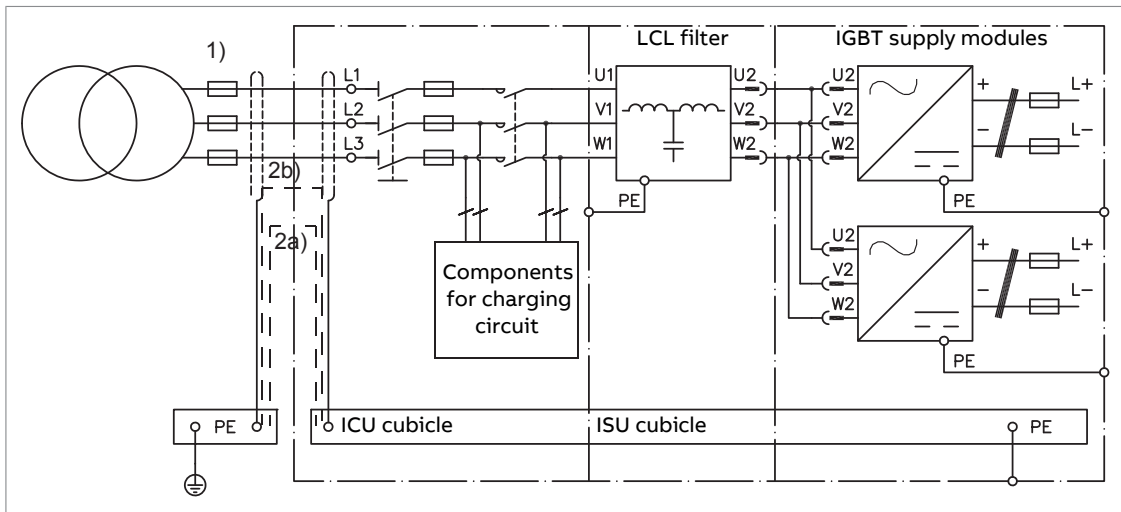 LCL filter
IGBT supply modules
1)
L1
L2
L3
U1
V1
W1
U2
V2
W2
PE
U2
V2
W2
+
−
L+
L−
PE
2b)
2a)
Components
for charging
circuit
U2
V2
W2
+
−
L+
L−
PE
PE
ICU cubicle
ISU cubicle
PE